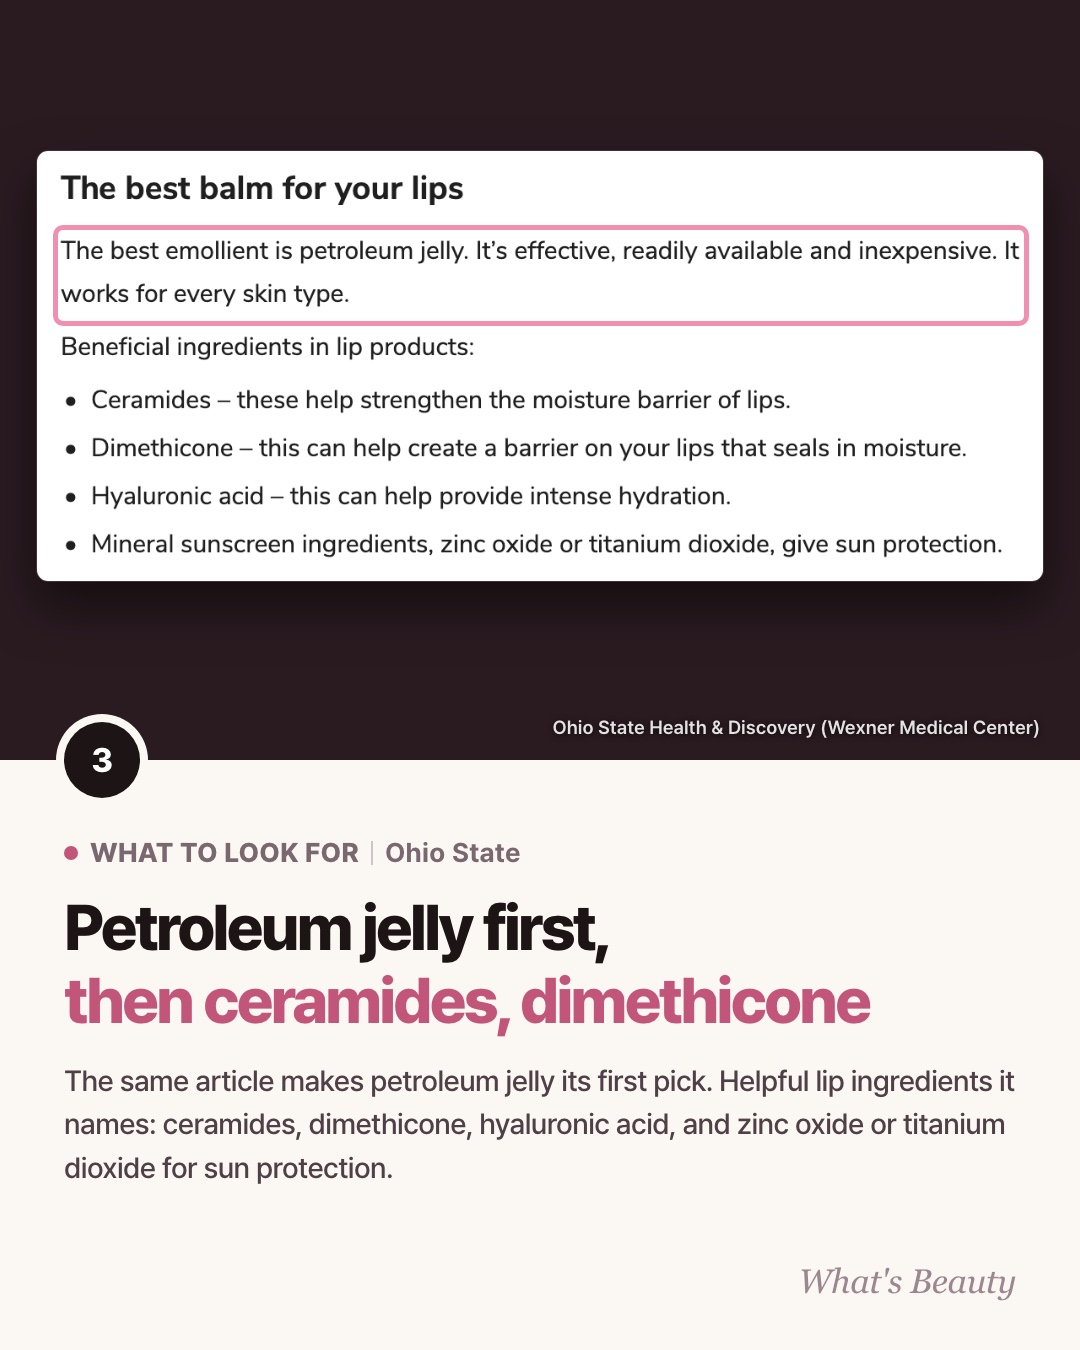 The best balm for your lips
The best emollient is petroleum jelly. It’s effective, readily available and inexpensive. It
works for every skin type.
Beneficial ingredients in lip products:
• Ceramides – these help strengthen the moisture barrier of lips.
• Dimethicone – this can help create a barrier on your lips that seals in moisture.
• Hyaluronic acid – this can help provide intense hydration.
• Mineral sunscreen ingredients, zinc oxide or titanium dioxide, give sun protection.
Ohio State Health & Discovery (Wexner Medical Center)
3
WHAT TO LOOK FOR | Ohio State
Petroleum jelly first,
then ceramides, dimethicone
The same article makes petroleum jelly its first pick. Helpful lip ingredients it
names: ceramides, dimethicone, hyaluronic acid, and zinc oxide or titanium
dioxide for sun protection.
What's Beauty